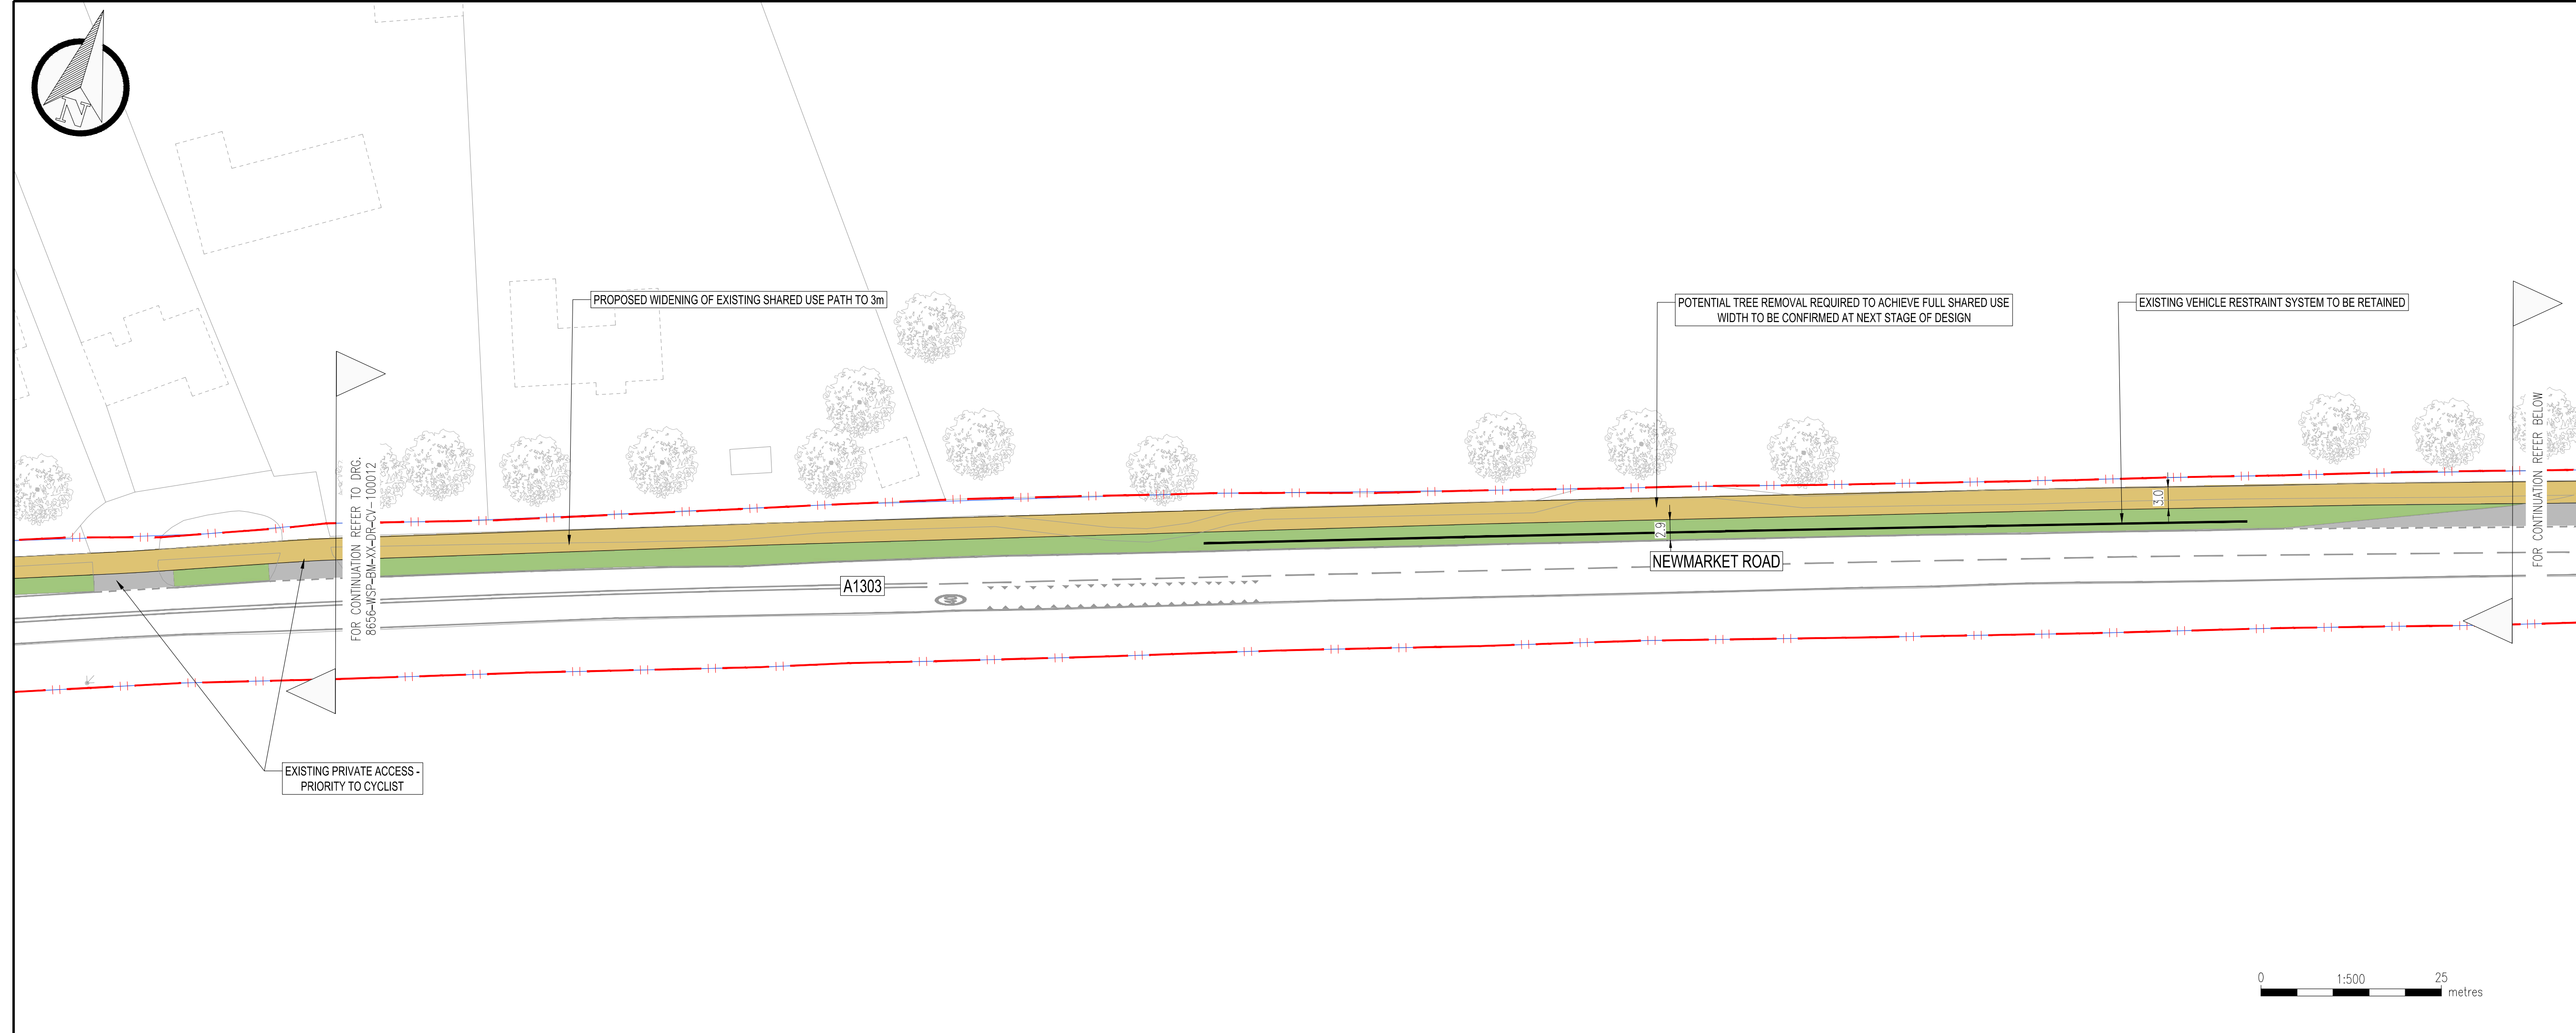 N
PROPOSED WIDENING OF EXISTING SHARED USE PATH TO 3m
POTENTIAL TREE REMOVAL REQUIRED TO ACHIEVE FULL SHARED USE
WIDTH TO BE CONFIRMED AT NEXT STAGE OF DESIGN
EXISTING VEHICLE RESTRAINT SYSTEM TO BE RETAINED
FOR CONTINUATION REFER TO DRG.
8656-WSP-BM-XX-DR-CV-100012
FOR CONTINUATION REFER BELOW
3.0
2.9
NEWMARKET ROAD
A1303
EXISTING PRIVATE ACCESS -
PRIORITY TO CYCLIST
0 1:500 25
metres